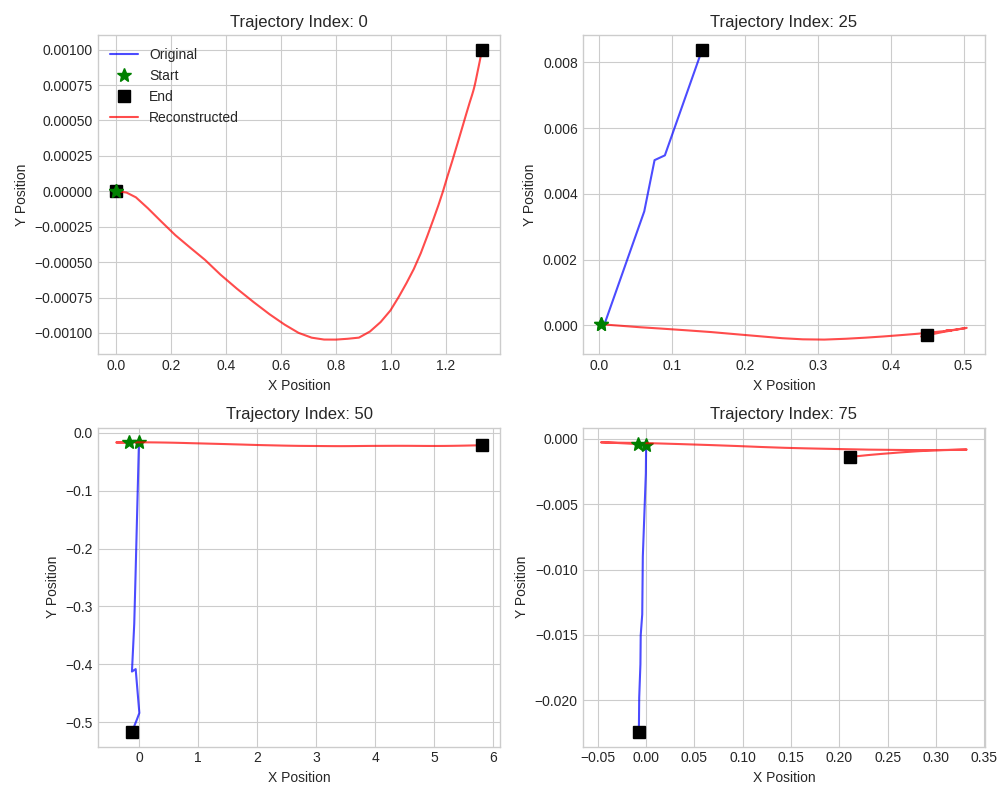 Trajectory Index: 0
0.00100
0.00075
0.00050
0.00025
0.00000
−0.00025
−0.00050
−0.00075
−0.00100
Y Position
Original
Start
End
Reconstructed
0.0 0.2 0.4 0.6 0.8 1.0 1.2
X Position
Trajectory Index: 25
0.008
0.006
0.004
0.002
0.000
Y Position
0.0 0.1 0.2 0.3 0.4 0.5
X Position
Trajectory Index: 50
0.0
−0.1
−0.2
−0.3
−0.4
−0.5
Y Position
0 1 2 3 4 5 6
X Position
Trajectory Index: 75
0.000
−0.005
−0.010
−0.015
−0.020
Y Position
−0.05 0.00 0.05 0.10 0.15 0.20 0.25 0.30 0.35
X Position